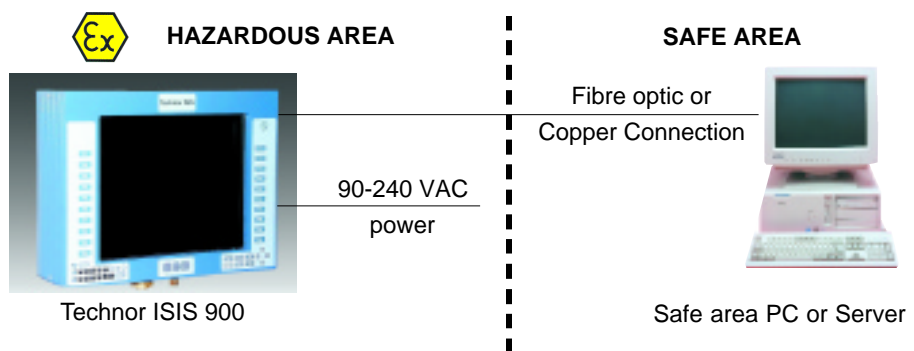 Ex
HAZARDOUS AREA
SAFE AREA
Fibre optic or
Copper Connection
90-240 VAC
power
Technor ISIS 900
Safe area PC or Server